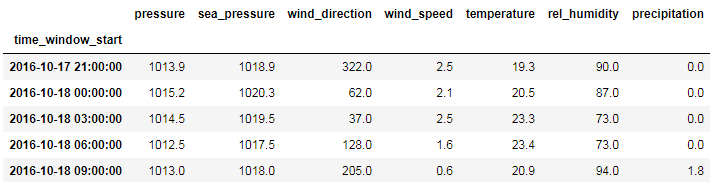 pressure sea_pressure wind_direction wind_speed temperature rel_humidity precipitation
time_window_start
2016-10-17 21:00:00 1013.9 1018.9 322.0 2.5 19.3 90.0 0.0
2016-10-18 00:00:00 1015.2 1020.3 62.0 2.1 20.5 87.0 0.0
2016-10-18 03:00:00 1014.5 1019.5 37.0 2.5 23.3 73.0 0.0
2016-10-18 06:00:00 1012.5 1017.5 128.0 1.6 23.4 73.0 0.0
2016-10-18 09:00:00 1013.0 1018.0 205.0 0.6 20.9 94.0 1.8